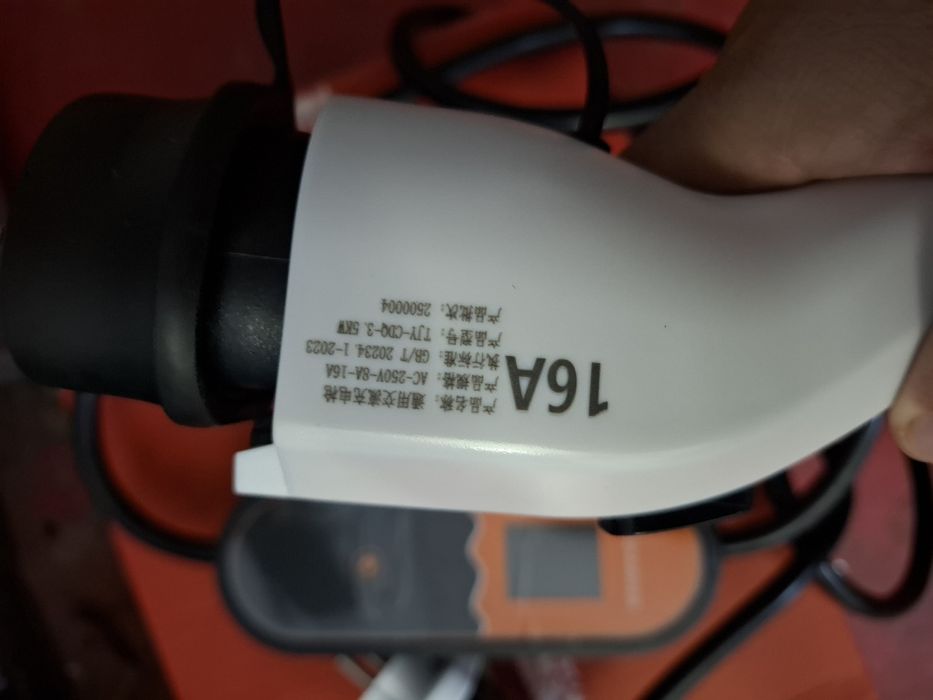 16A
产品名称：通用交流充电枪
产品规格：AC-250V-8A-16A
执行标准：GB/T 20234.1-2023
产品型号：TJY-CDQ-3.5KW
产品批次：2500004